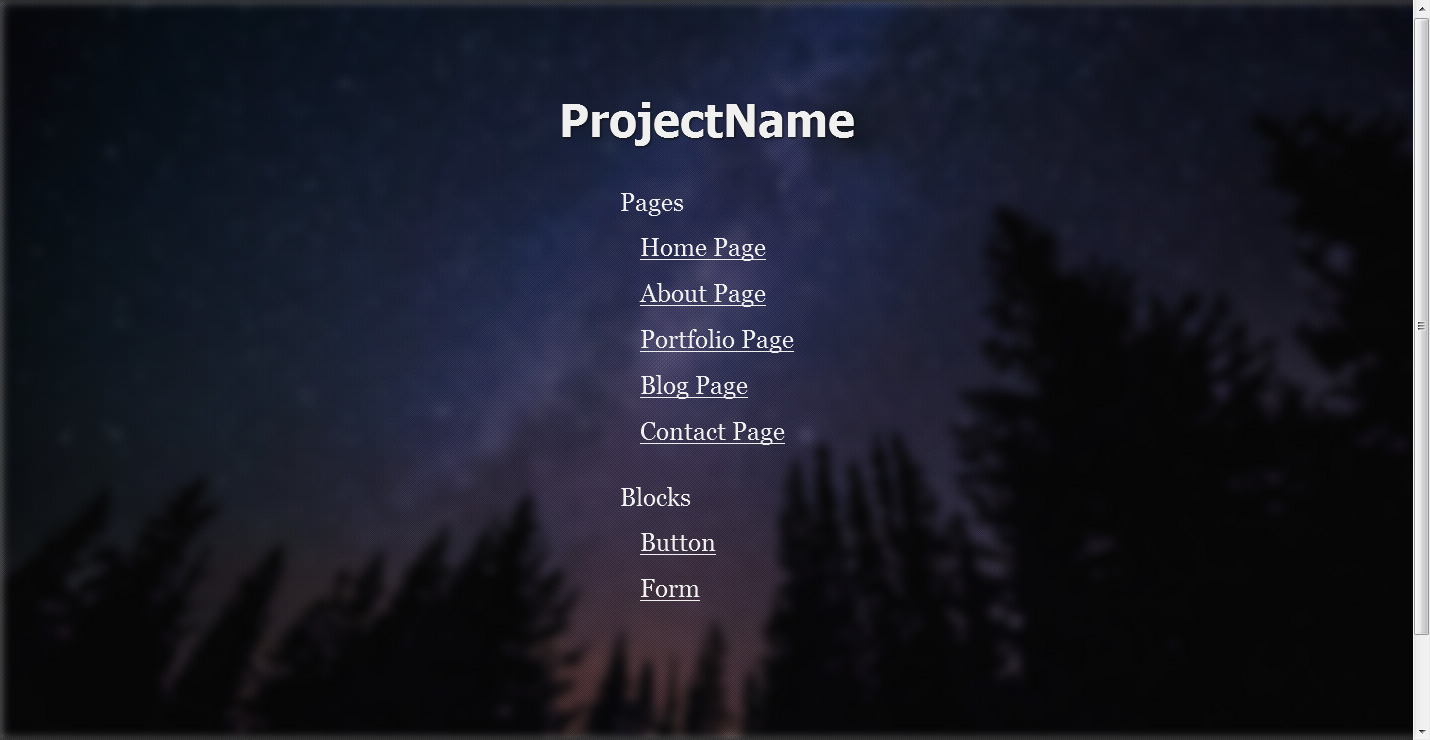 ProjectName
Pages
Home Page
About Page
Portfolio Page
Blog Page
Contact Page
Blocks
Button
Form